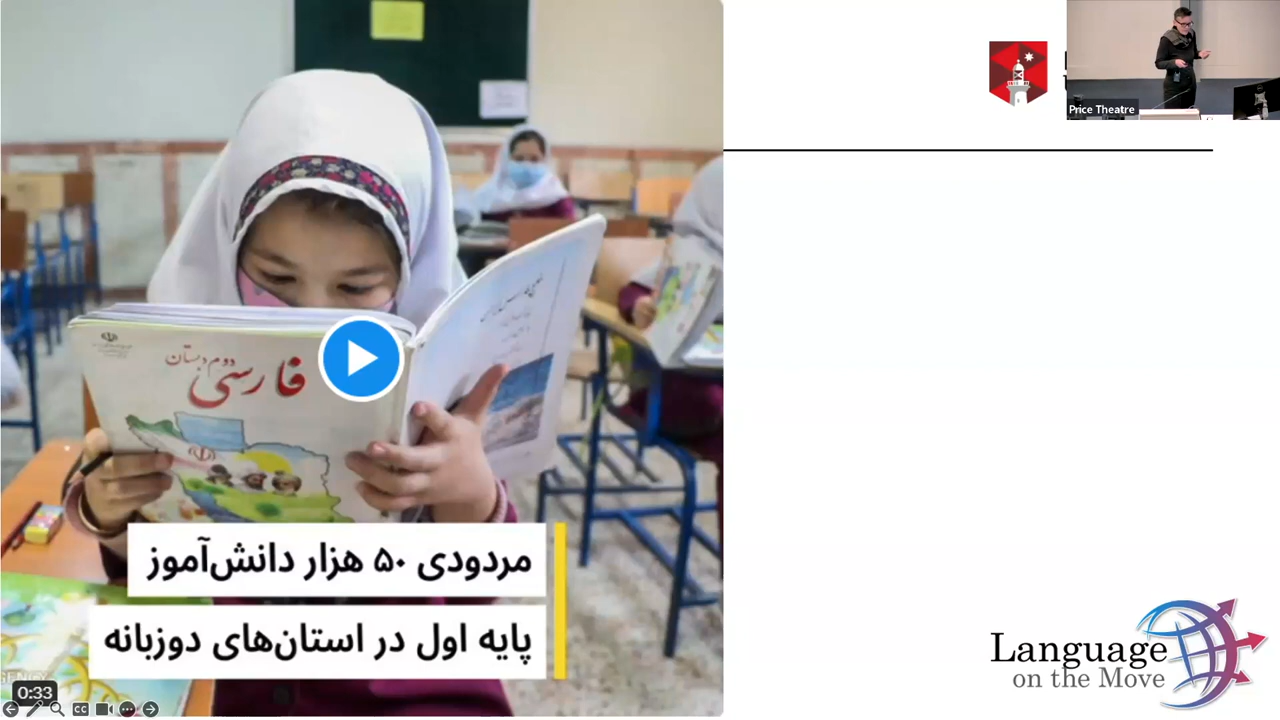 Price Theatre
دوم دبستان
فارسی
مردودی ۵۰ هزار دانش‌آموز
پایه اول در استان‌های دوزبانه
0:33
CC
Language
on the Move